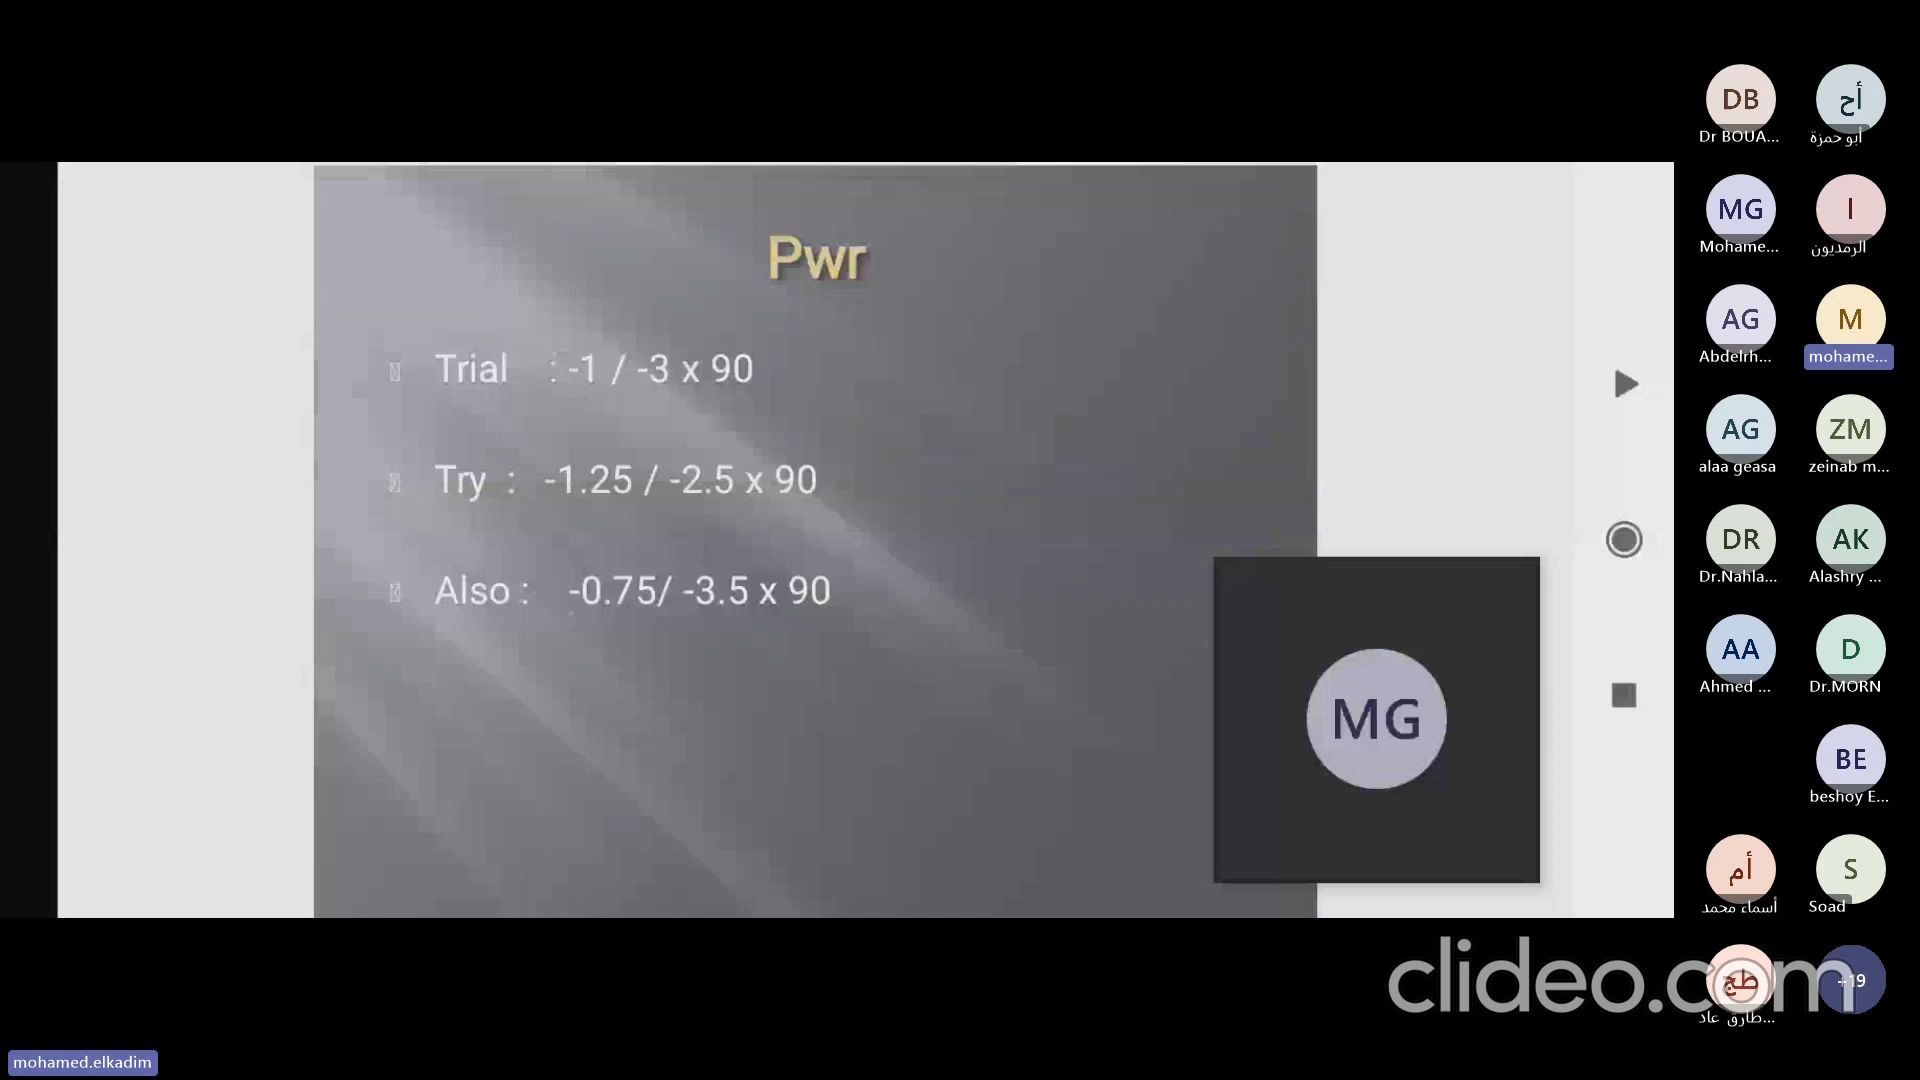 Pwr
Trial : -1 / -3 x 90
Try : -1.25 / -2.5 x 90
Also : -0.75/ -3.5 x 90
MG
DB
Dr BOUA...
أح
أبو حمزة
MG
Mohame...
I
الرمديون
AG
Abdelrh...
M
mohame...
AG
alaa geasa
ZM
zeinab m...
DR
Dr.Nahla...
AK
Alashry ...
AA
Ahmed ...
D
Dr.MORN
BE
beshoy E...
أم
أسماء محمد
S
Soad
طج
طارق عاد...
+19
clideo.com
mohamed.elkadim